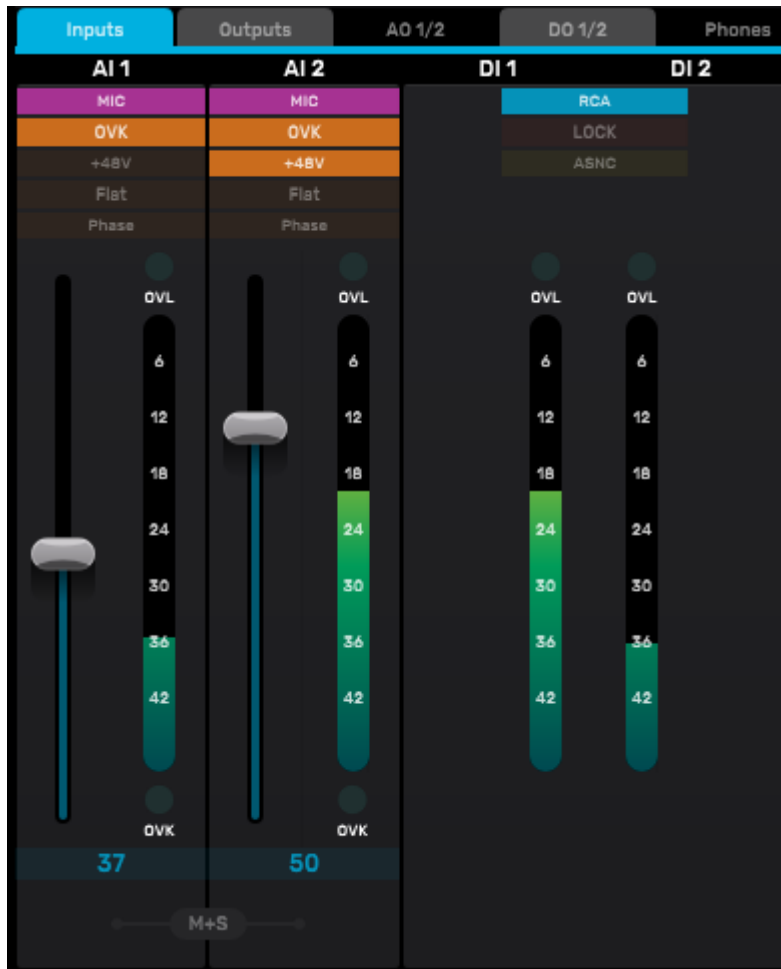 Inputs Outputs AO 1/2 DO 1/2 Phones
AI 1 AI 2 DI 1 DI 2
MIC MIC RCA
OVK OVK LOCK
+48V +48V ASNC
Flat Flat
Phase Phase
OVL OVL OVL OVL
6 6 6 6
12 12 12 12
18 18 18 18
24 24 24 24
30 30 30 30
36 36 36 36
42 42 42 42
OVK OVK
37 50
M+S